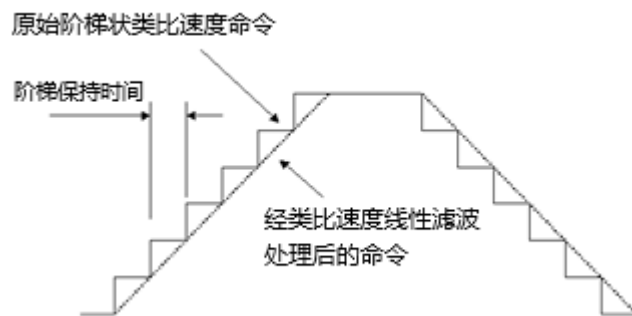 原始阶梯状类比速度命令
阶梯保持时间
经类比速度线性滤波
处理后的命令